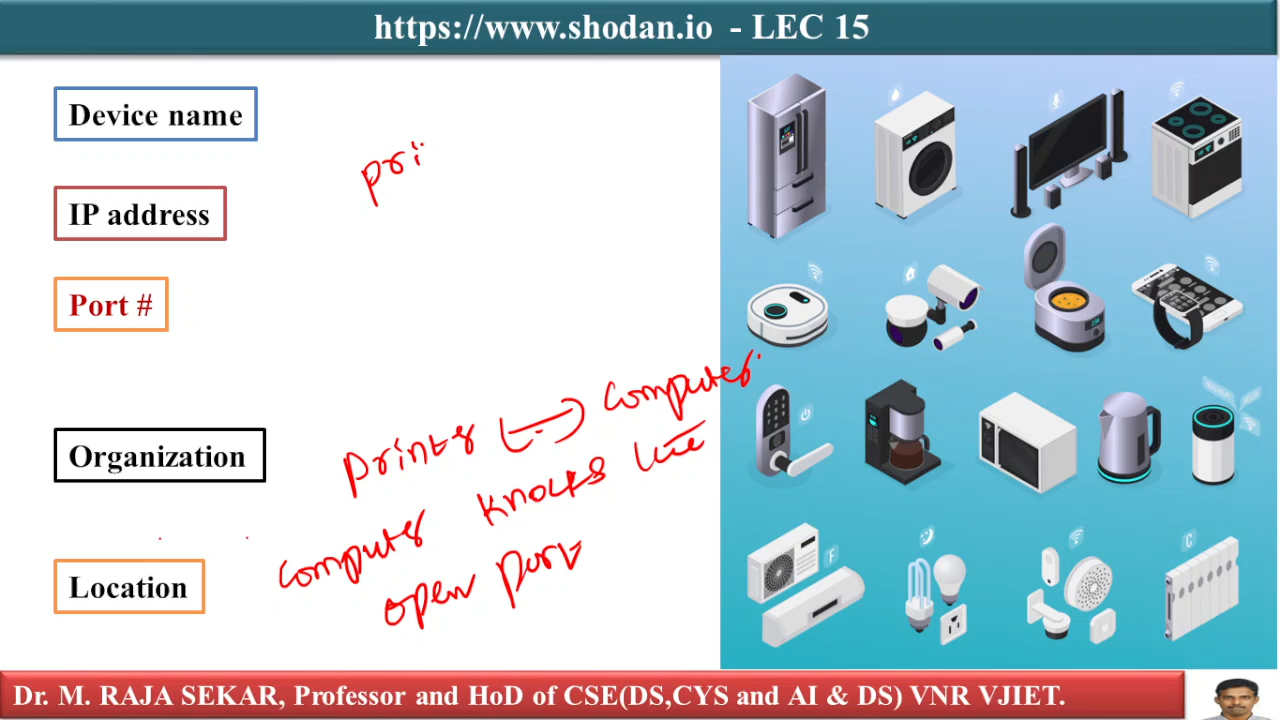 https://www.shodan.io - LEC 15
Device name
pri
IP address
Port #
Organization
printer computer
computer knocks
open port
Location
F
C
Dr. M. RAJA SEKAR, Professor and HoD of CSE(DS,CYS and AI & DS) VNR VJIET.